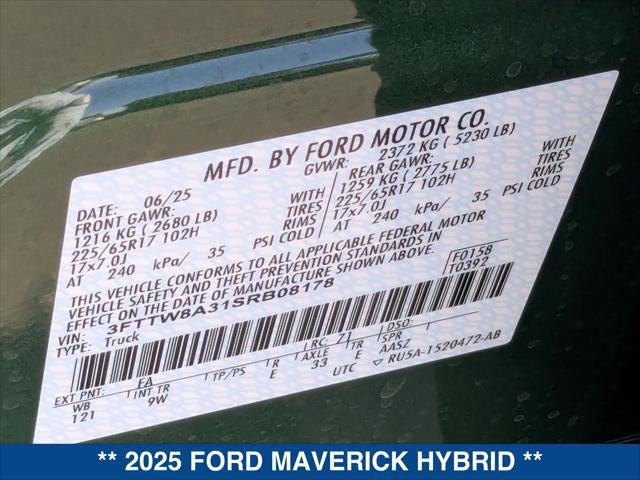 MFD. BY FORD MOTOR CO.
DATE: 06/25 GVWR: 2372 KG ( 5230 LB)
FRONT GAWR: REAR GAWR:
1216 KG ( 2680 LB) WITH 1259 KG ( 2775 LB) WITH
225/65R17 102H TIRES 225/65R17 102H TIRES
17x7.0J RIMS 17x7.0J RIMS
AT 240 kPa/ 35 PSI COLD AT 240 kPa/ 35 PSI COLD
THIS VEHICLE CONFORMS TO ALL APPLICABLE FEDERAL MOTOR
VEHICLE SAFETY AND THEFT PREVENTION STANDARDS IN
EFFECT ON THE DATE OF MANUFACTURE SHOWN ABOVE.
VIN: 3FTTW8A31SRB08178 F0158
TYPE: Truck T0392
EXT PNT: FA RC: 71 DSO:
WB INT TR TP/PS R AXLE TR SPR
121 9W E 33 E AASZ
UTC RU5A-1520472-AB
** 2025 FORD MAVERICK HYBRID **